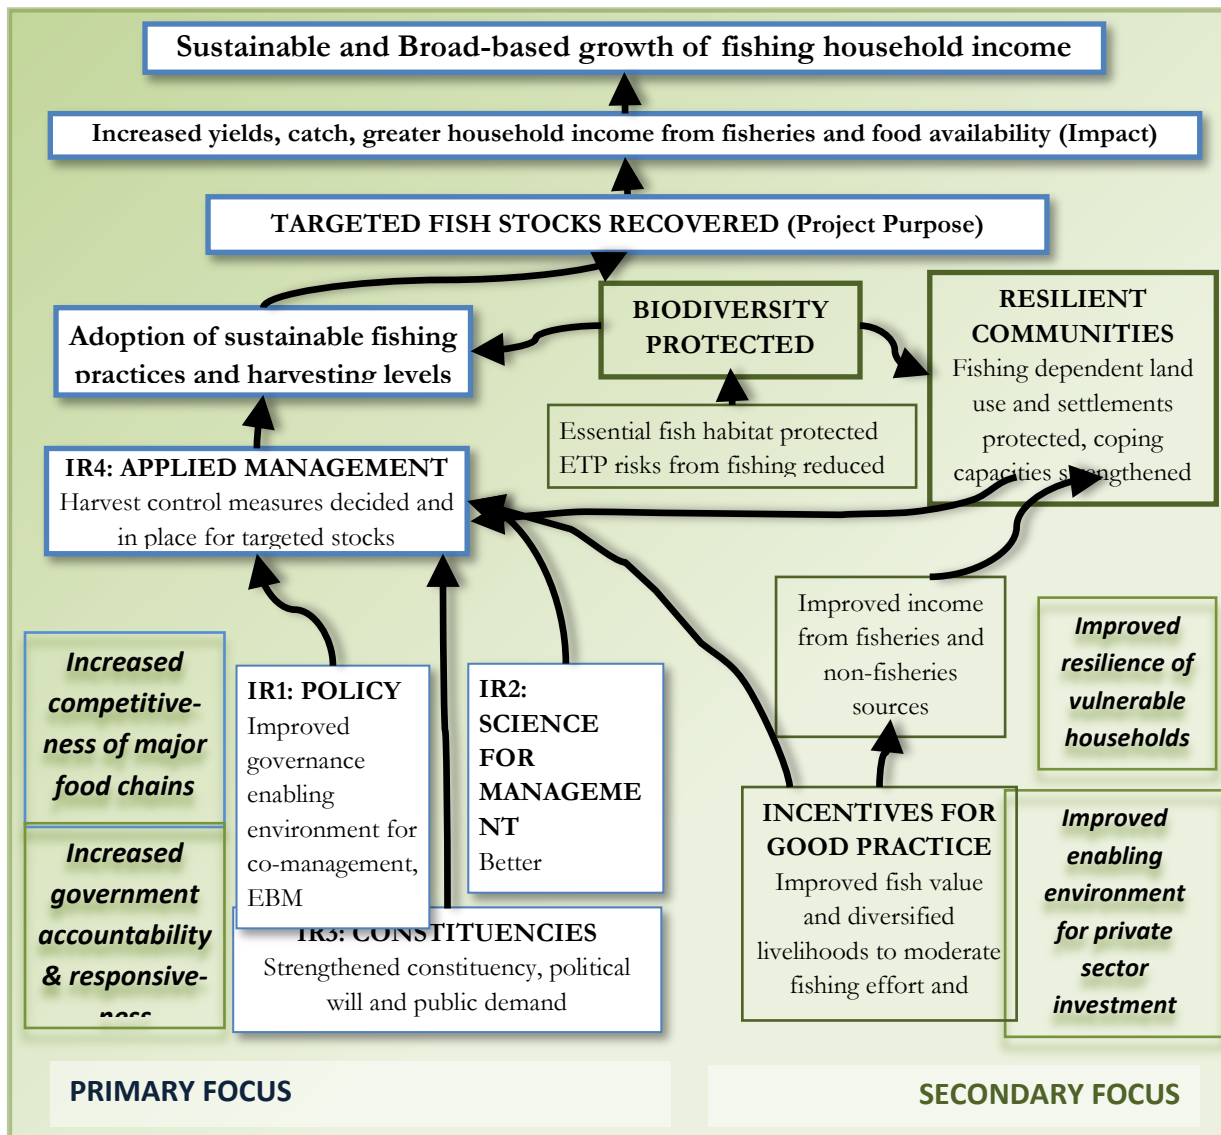 Sustainable and Broad-based growth of fishing household income
Increased yields, catch, greater household income from fisheries and food availability (Impact)
TARGETED FISH STOCKS RECOVERED (Project Purpose)
Adoption of sustainable fishing
practices and harvesting levels
BIODIVERSITY
PROTECTED
RESILIENT
COMMUNITIES
Fishing dependent land
use and settlements
protected, coping
capacities strengthened
Essential fish habitat protected
ETP risks from fishing reduced
IR4: APPLIED MANAGEMENT
Harvest control measures decided and
in place for targeted stocks
Improved income
from fisheries and
non-fisheries
sources
Improved
resilience of
vulnerable
households
Increased
competitive-
ness of major
food chains
IR1: POLICY
Improved
governance
enabling
environment for
co-management,
EBM
IR2:
SCIENCE
FOR
MANAGEME
NT
Better
INCENTIVES FOR
GOOD PRACTICE
Improved fish value
and diversified
livelihoods to moderate
fishing effort and
Improved
enabling
environment
for private
sector
investment
Increased
government
accountability
& responsive-
ness
IR3: CONSTITUENCIES
Strengthened constituency, political
will and public demand
PRIMARY FOCUS
SECONDARY FOCUS